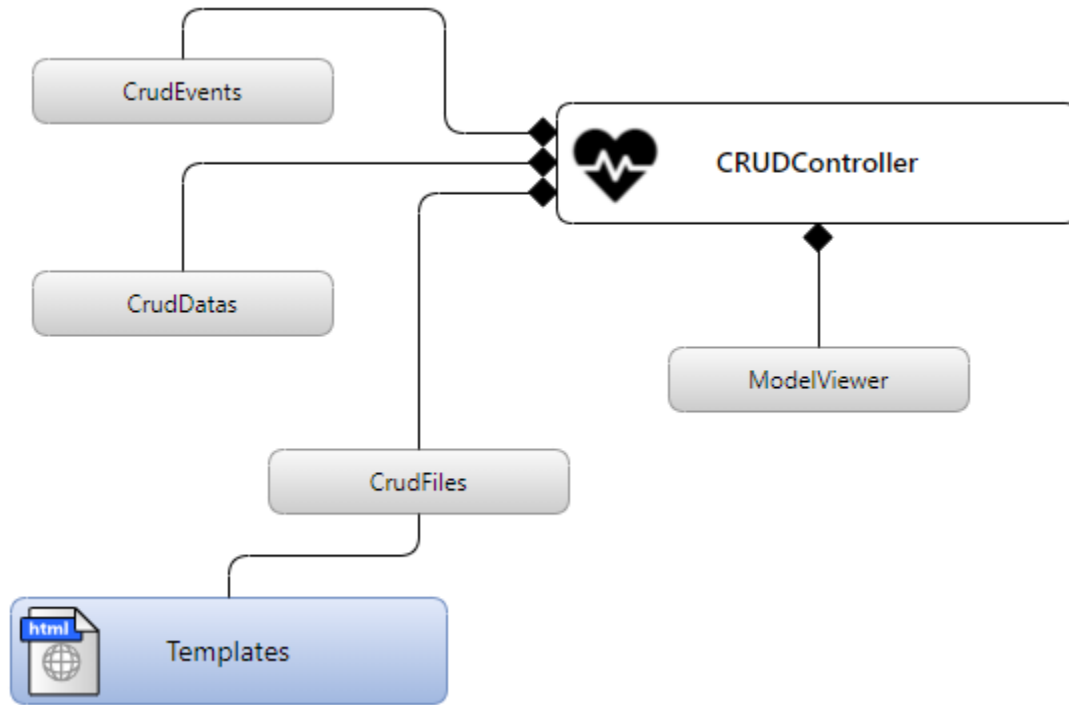 CrudEvents
CRUDController
CrudDatas
ModelViewer
CrudFiles
html
Templates